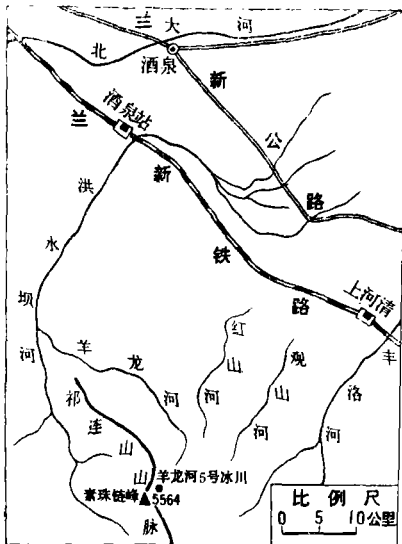 北大河
兰新公路
酒泉
酒泉站
兰新铁路
上河清
洪水坝河
羊龙河
红山河
观山河
丰洛河
祁连山山脉
羊龙河5号冰川
素珠链峰
5564
比例尺
0 5 10公里